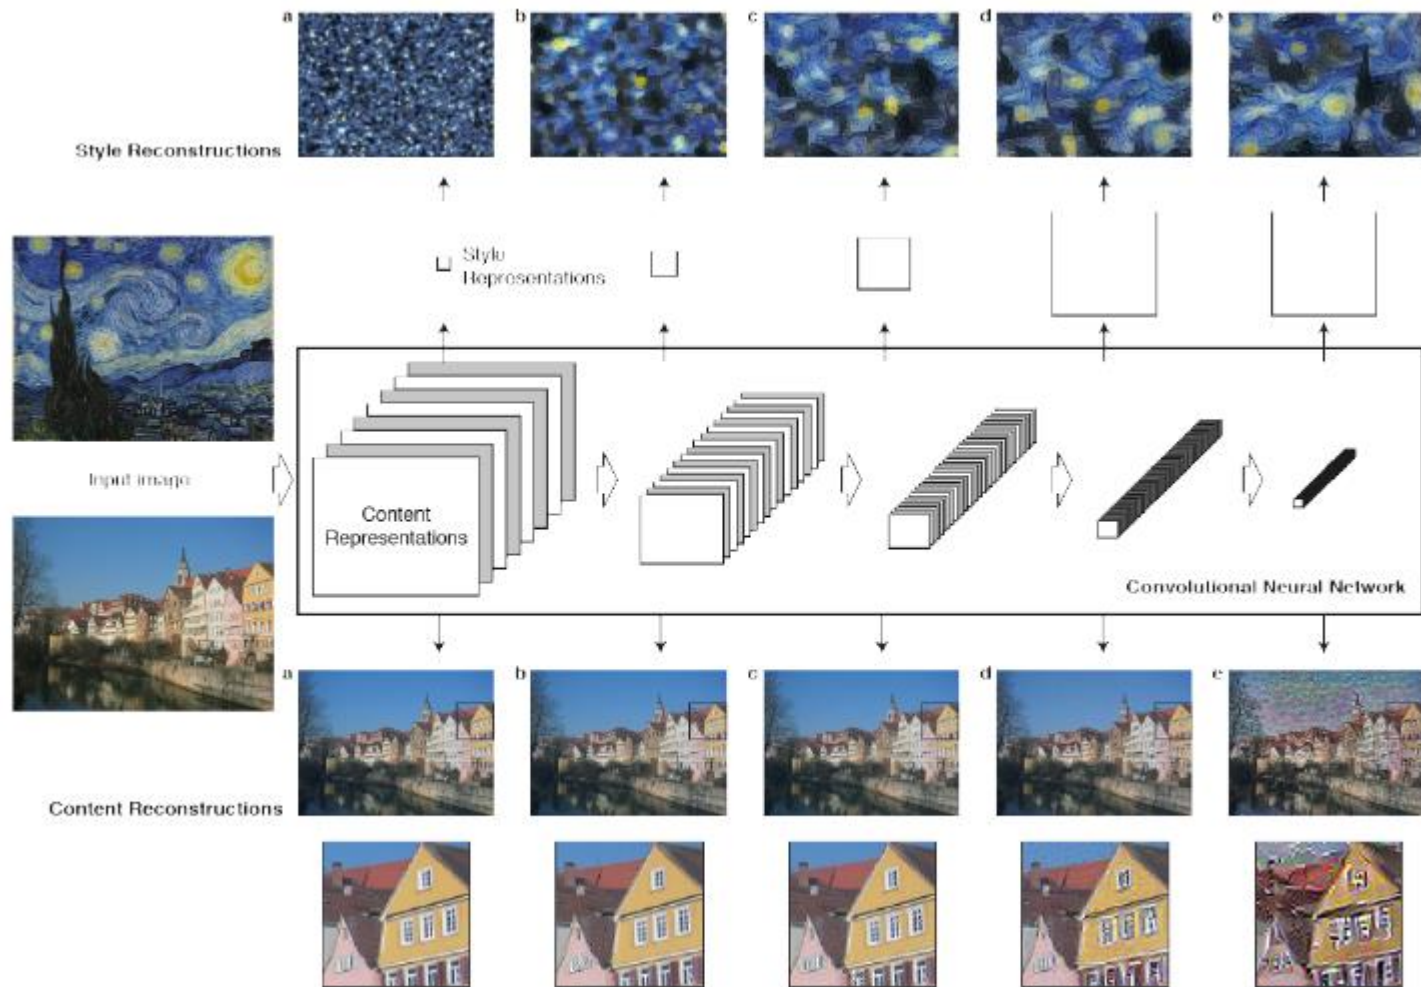 a
b
c
d
e
Style Reconstructions
Style
Representations
Input image
Content
Representations
Convolutional Neural Network
a
b
c
d
e
Content Reconstructions